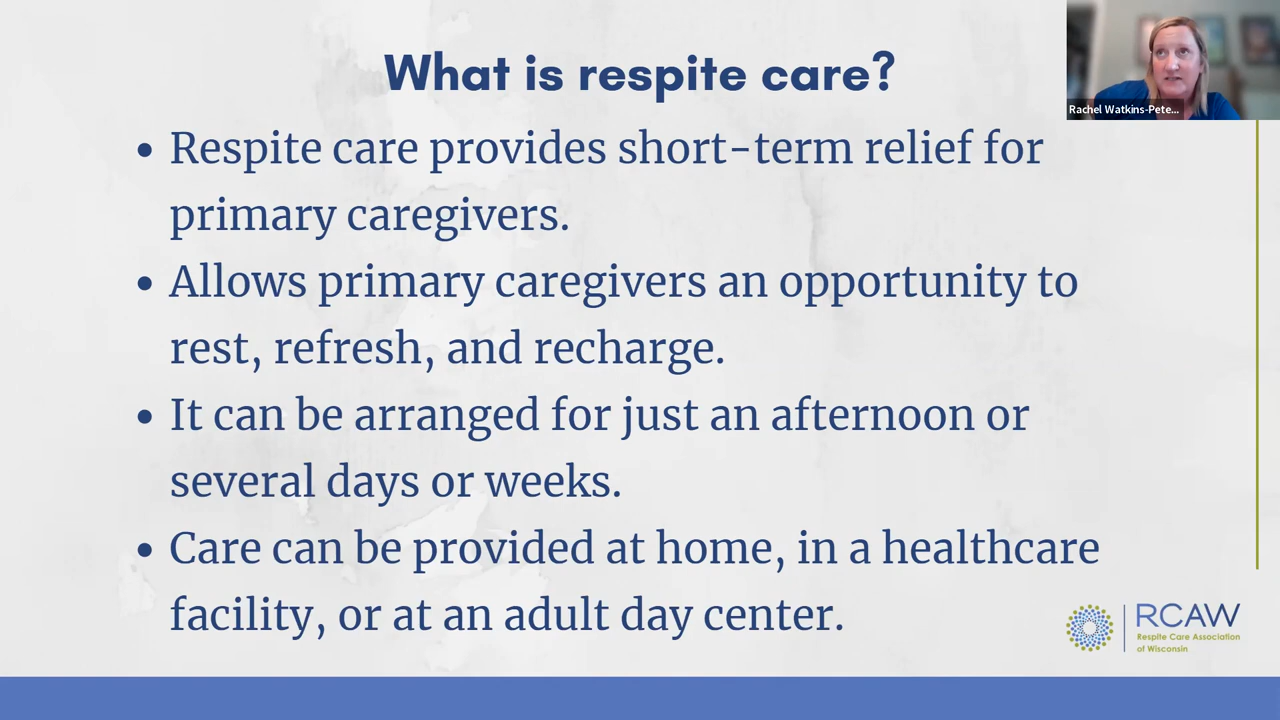 What is respite care?
Rachel Watkins-Pete...
• Respite care provides short-term relief for
primary caregivers.
• Allows primary caregivers an opportunity to
rest, refresh, and recharge.
• It can be arranged for just an afternoon or
several days or weeks.
• Care can be provided at home, in a healthcare
facility, or at an adult day center.
RCAW
Respite Care Association
of Wisconsin